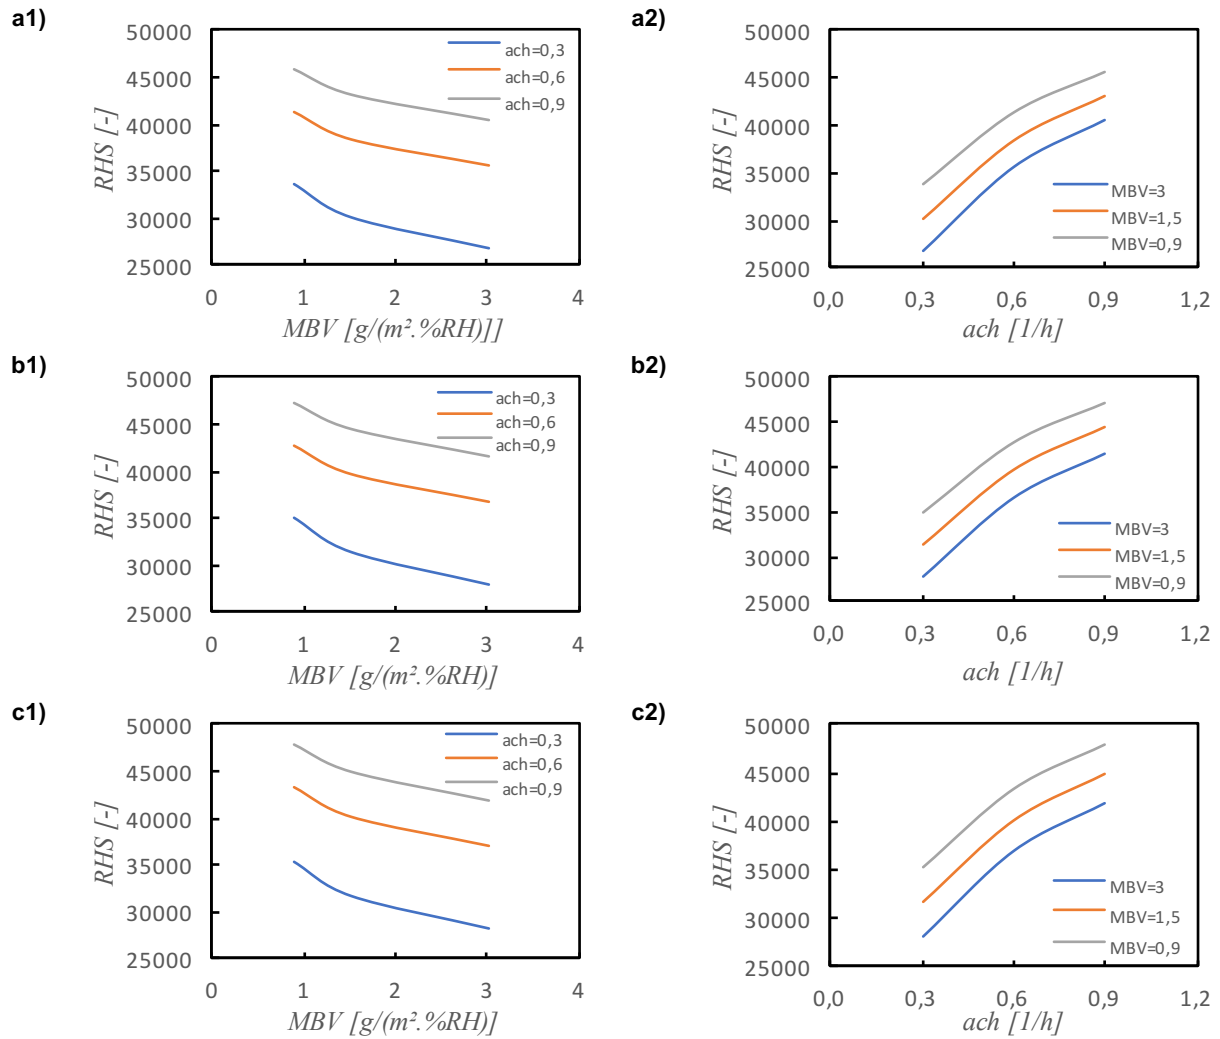 a1)
RHS [-]
50000
45000
40000
35000
30000
25000
0 1 2 3 4
MBV [g/(m².%RH)]]
ach=0,3
ach=0,6
ach=0,9
a2)
RHS [-]
50000
45000
40000
35000
30000
25000
0,0 0,3 0,6 0,9 1,2
ach [1/h]
MBV=3
MBV=1,5
MBV=0,9
b1)
RHS [-]
50000
45000
40000
35000
30000
25000
0 1 2 3 4
MBV [g/(m².%RH)]
ach=0,3
ach=0,6
ach=0,9
b2)
RHS [-]
50000
45000
40000
35000
30000
25000
0,0 0,3 0,6 0,9 1,2
ach [1/h]
MBV=3
MBV=1,5
MBV=0,9
c1)
RHS [-]
50000
45000
40000
35000
30000
25000
0 1 2 3 4
MBV [g/(m².%RH)]
ach=0,3
ach=0,6
ach=0,9
c2)
RHS [-]
50000
45000
40000
35000
30000
25000
0,0 0,3 0,6 0,9 1,2
ach [1/h]
MBV=3
MBV=1,5
MBV=0,9